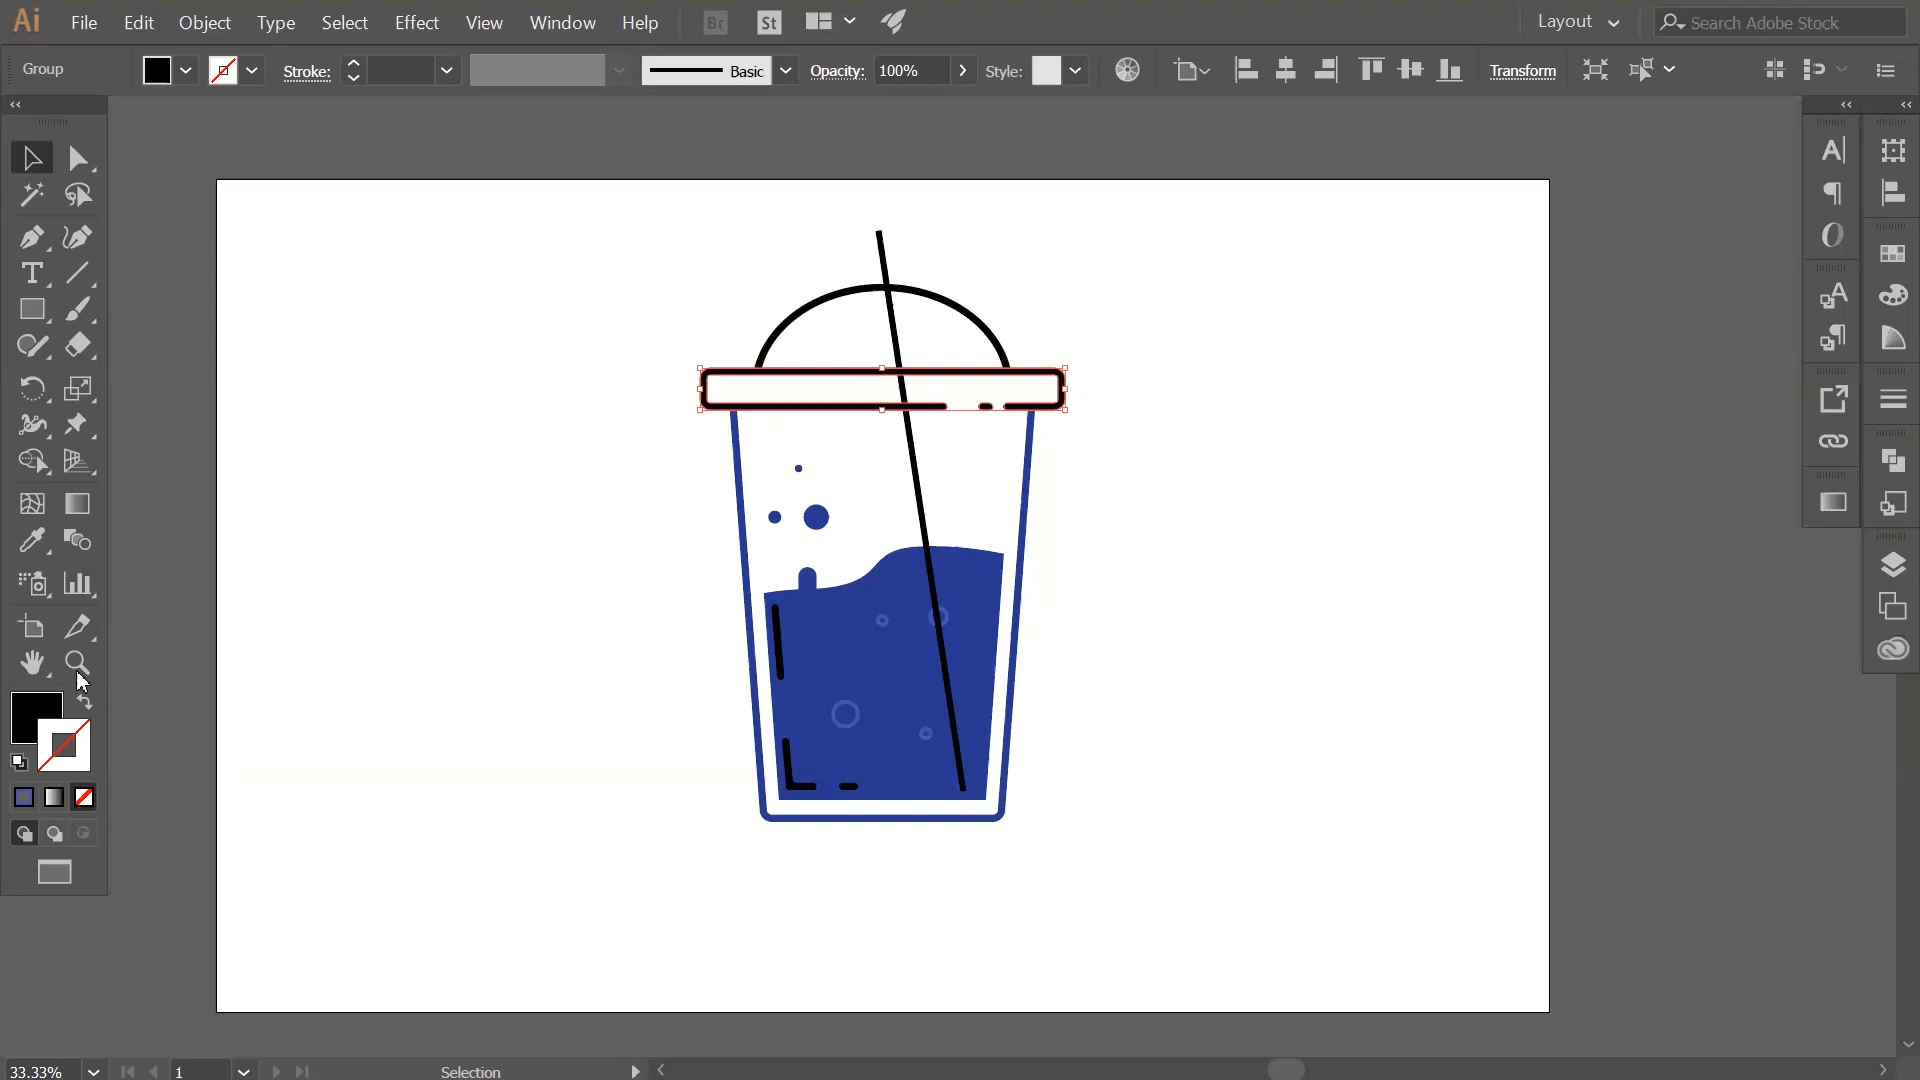 Ai File Edit Object Type Select Effect View Window Help Br St Layout Search Adobe Stock
Group Stroke: Basic Opacity: 100% Style: Transform
33.33% 1 Selection